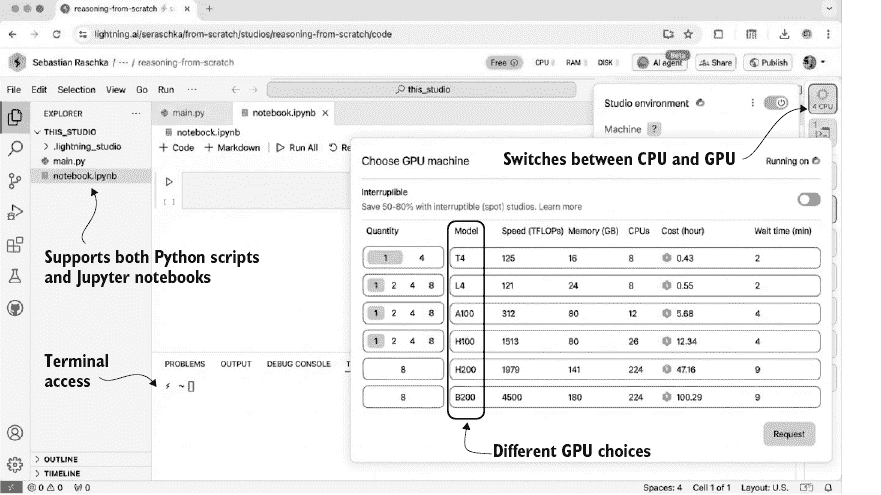 reasoning-from-scratch
lightning.ai/seraschka/from-scratch/studios/reasoning-from-scratch/code
Sebastian Raschka / ··· / reasoning-from-scratch
Free
CPU
RAM
DISK
AI agent
Beta
Share
Publish
File Edit Selection View Go Run ···
this_studio
EXPLORER
THIS_STUDIO
.lightning_studio
main.py
notebook.ipynb
main.py
notebook.ipynb
notebook.ipynb
+ Code + Markdown Run All
Studio environment
Machine ?
4 CPU
Switches between CPU and GPU
Choose GPU machine
Running on
Interruptible
Save 50-80% with interruptible (spot) studios. Learn more
Quantity Model Speed (TFLOPs) Memory (GB) CPUs Cost (hour) Wait time (min)
1 4 T4 125 16 8 0.43 2
1 2 4 8 L4 121 24 8 0.55 2
1 2 4 8 A100 312 80 12 5.68 4
1 2 4 8 H100 1513 80 26 12.34 4
8 H200 1979 141 224 47.16 9
8 B200 4500 180 224 100.29 9
Request
Different GPU choices
Supports both Python scripts
and Jupyter notebooks
Terminal
access
PROBLEMS OUTPUT DEBUG CONSOLE
~
OUTLINE
TIMELINE
0 0 0
Spaces: 4 Cell 1 of 1 Layout: U.S.